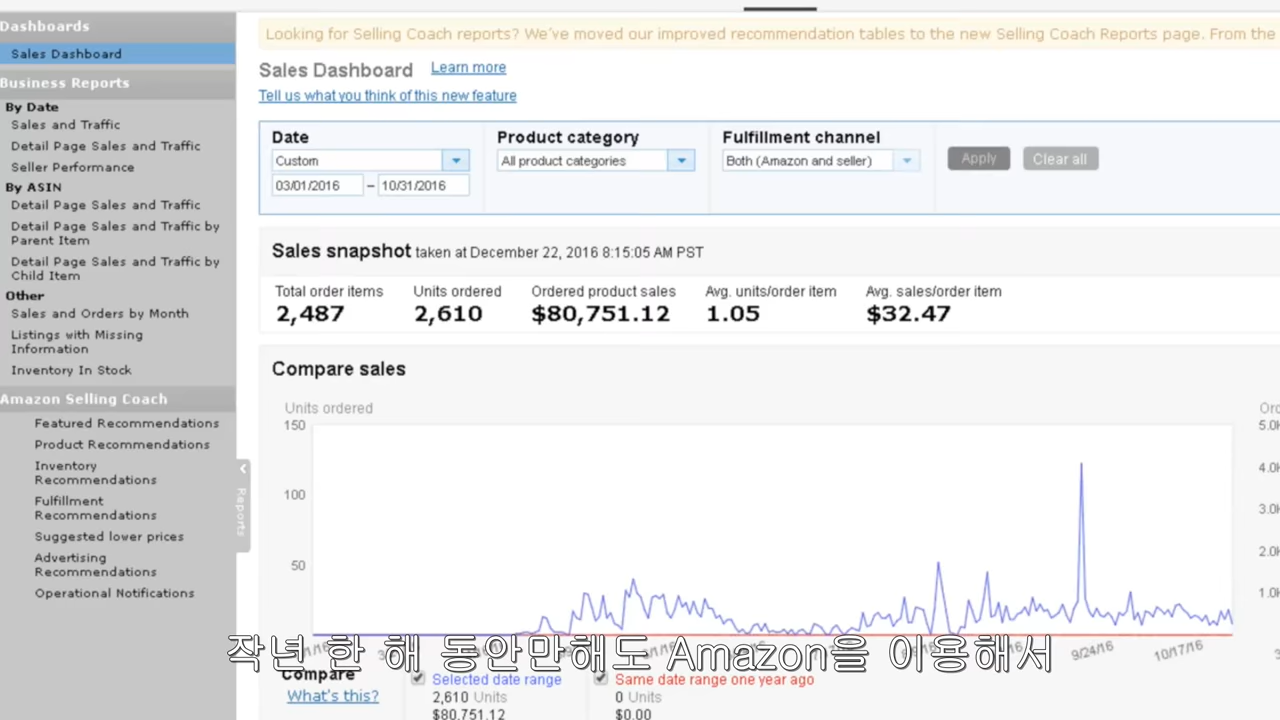 Dashboards
Sales Dashboard
Business Reports
By Date
Sales and Traffic
Detail Page Sales and Traffic
Seller Performance
By ASIN
Detail Page Sales and Traffic
Detail Page Sales and Traffic by
Parent Item
Detail Page Sales and Traffic by
Child Item
Other
Sales and Orders by Month
Listings with Missing
Information
Inventory In Stock
Amazon Selling Coach
Featured Recommendations
Product Recommendations
Inventory
Recommendations
Fulfillment
Recommendations
Suggested lower prices
Advertising
Recommendations
Operational Notifications
Reports
Looking for Selling Coach reports? We've moved our improved recommendation tables to the new Selling Coach Reports page. From the
Sales Dashboard Learn more
Tell us what you think of this new feature
Date Product category Fulfillment channel
Custom All product categories Both (Amazon and seller) Apply Clear all
03/01/2016 – 10/31/2016
Sales snapshot taken at December 22, 2016 8:15:05 AM PST
Total order items Units ordered Ordered product sales Avg. units/order item Avg. sales/order item
2,487 2,610 $80,751.12 1.05 $32.47
Compare sales
Units ordered
150 5.0K
100 4.0K
50 3.0K
2.0K
1.0K
9/24/16 10/17/16
작년 한 해 동안만해도 Amazon을 이용해서
Compare Selected date range Same date range one year ago
What's this? 2,610 Units 0 Units
$80,751.12 $0.00